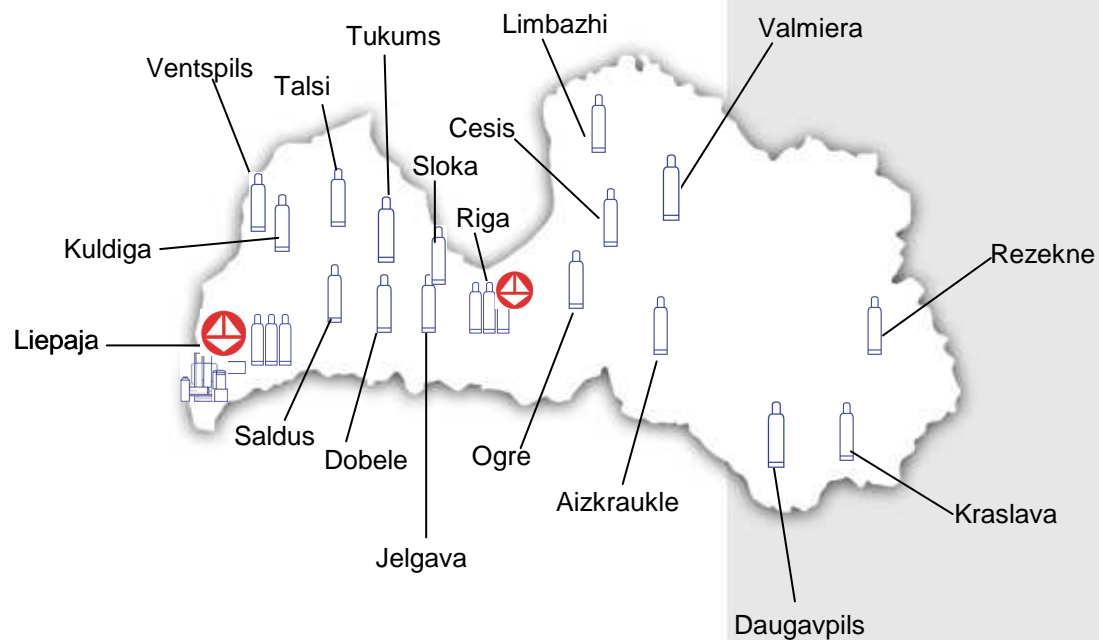 Limbazhi
Valmiera
Tukums
Ventspils
Talsi
Cesis
Sloka
Riga
Kuldiga
Rezekne
Liepaja
Saldus
Dobele
Ogre
Aizkraukle
Kraslava
Jelgava
Daugavpils